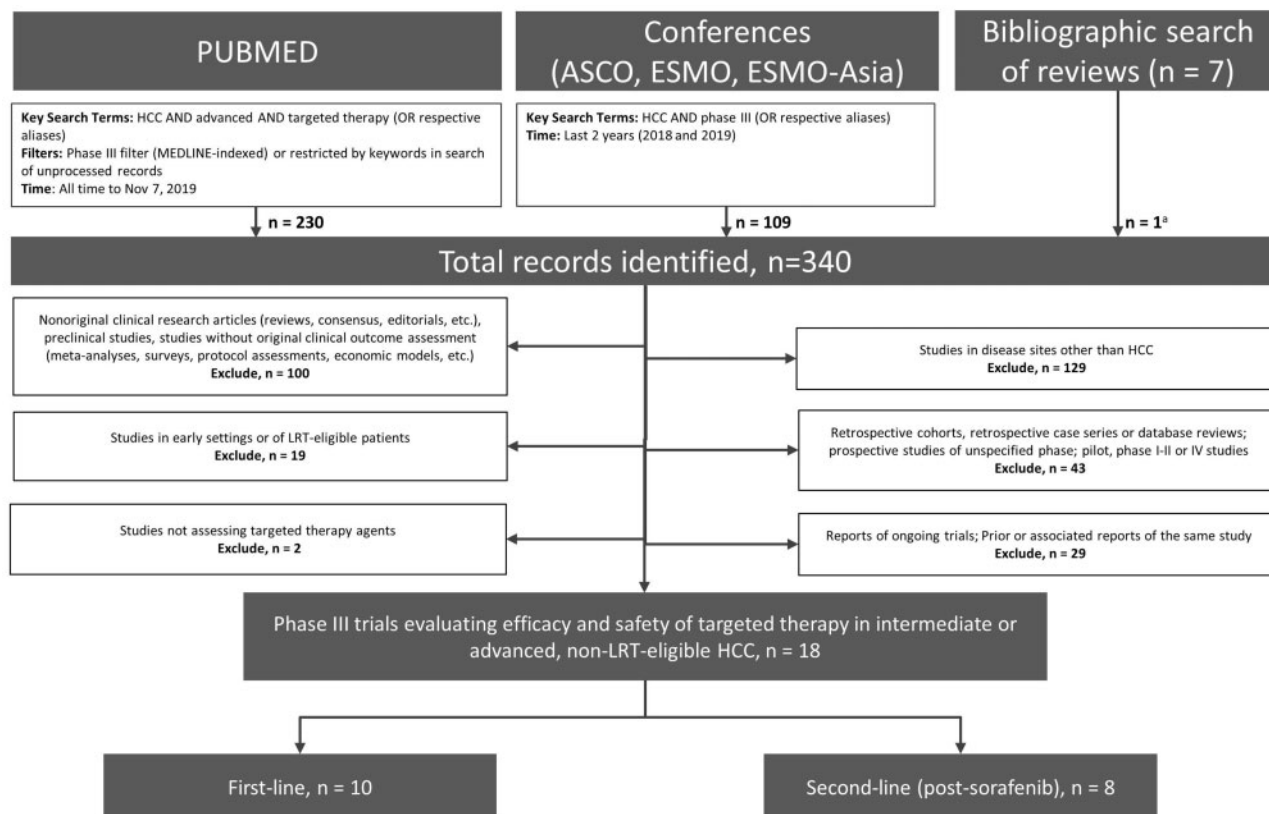 PUBMED
Conferences
(ASCO, ESMO, ESMO-Asia)
Bibliographic search
of reviews (n = 7)
Key Search Terms: HCC AND advanced AND targeted therapy (OR respective
aliases)
Filters: Phase III filter (MEDLINE-indexed) or restricted by keywords in search
of unprocessed records
Time: All time to Nov 7, 2019
Key Search Terms: HCC AND phase III (OR respective aliases)
Time: Last 2 years (2018 and 2019)
n = 230
n = 109
n = 1ᵃ
Total records identified, n=340
Nonoriginal clinical research articles (reviews, consensus, editorials, etc.),
preclinical studies, studies without original clinical outcome assessment
(meta-analyses, surveys, protocol assessments, economic models, etc.)
Exclude, n = 100
Studies in disease sites other than HCC
Exclude, n = 129
Studies in early settings or of LRT-eligible patients
Exclude, n = 19
Retrospective cohorts, retrospective case series or database reviews;
prospective studies of unspecified phase; pilot, phase I-II or IV studies
Exclude, n = 43
Studies not assessing targeted therapy agents
Exclude, n = 2
Reports of ongoing trials; Prior or associated reports of the same study
Exclude, n = 29
Phase III trials evaluating efficacy and safety of targeted therapy in intermediate or
advanced, non-LRT-eligible HCC, n = 18
First-line, n = 10
Second-line (post-sorafenib), n = 8